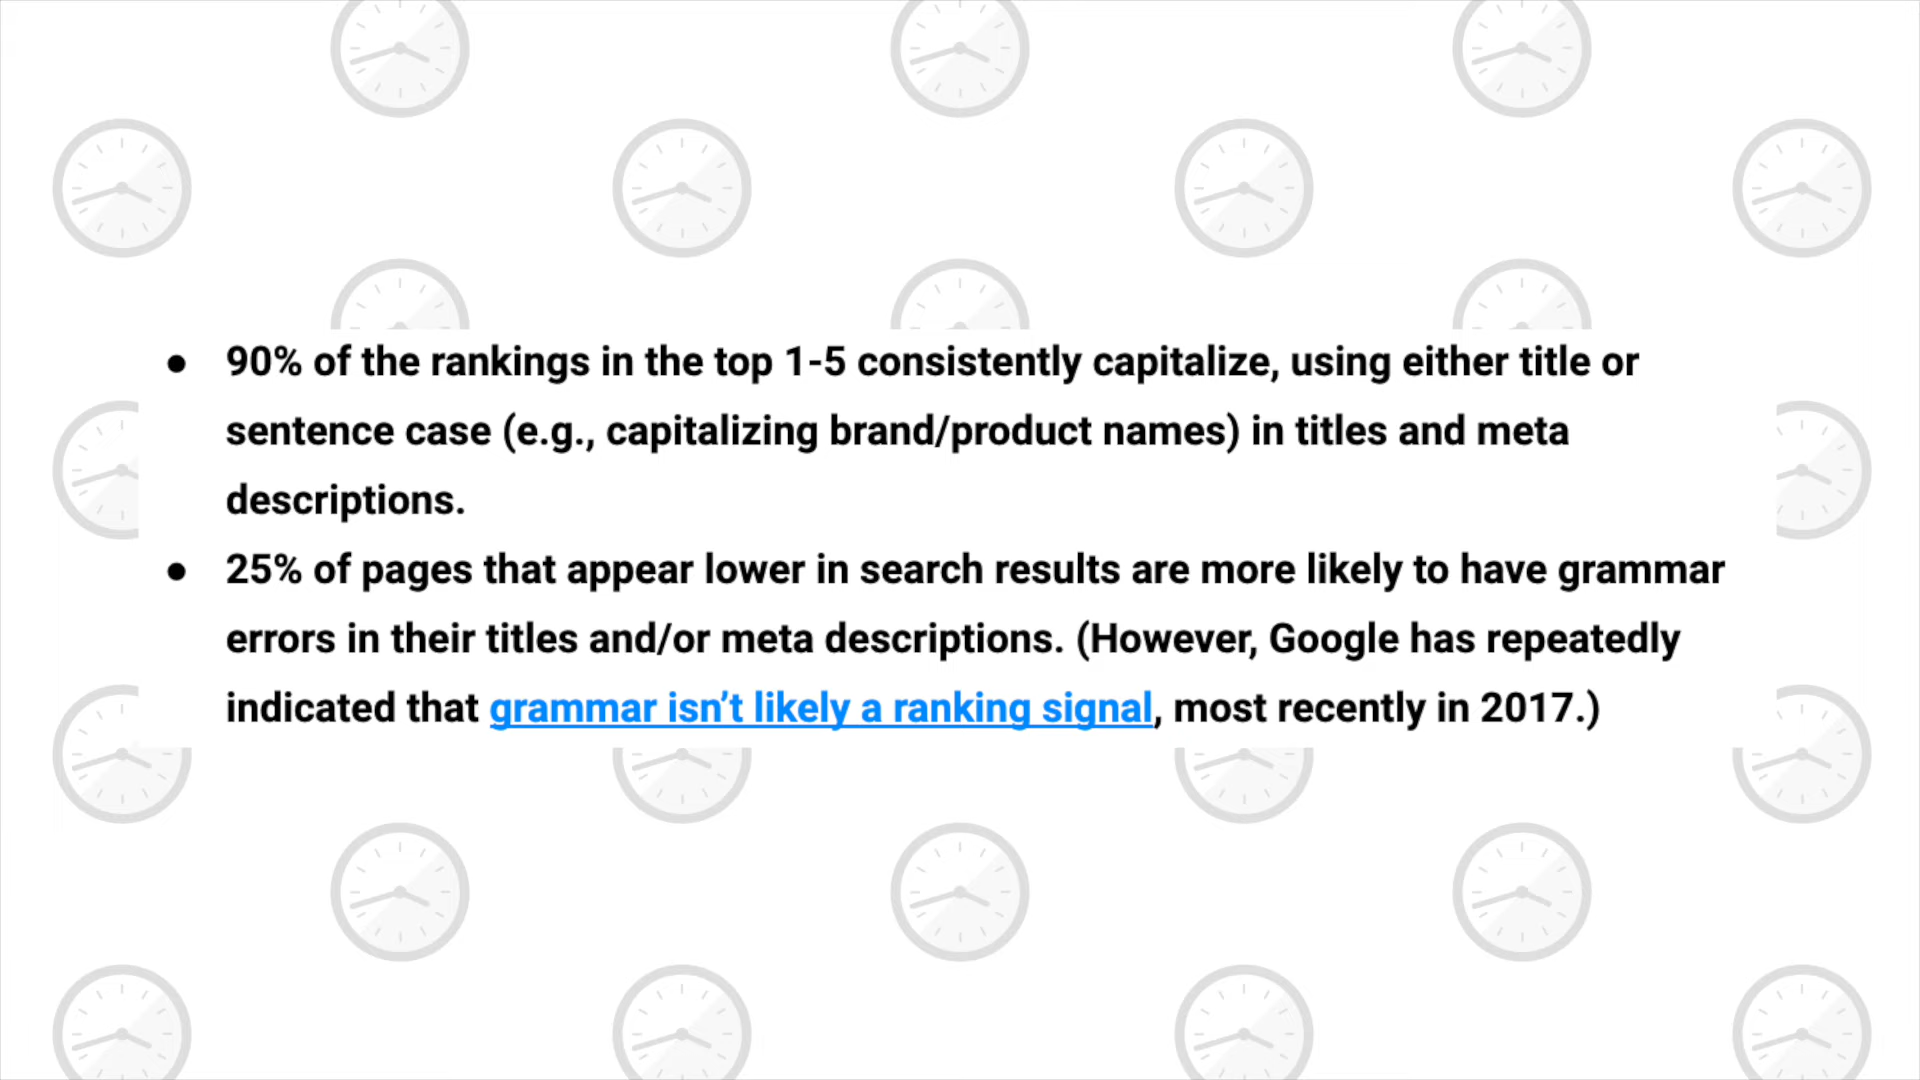 ● 90% of the rankings in the top 1-5 consistently capitalize, using either title or
sentence case (e.g., capitalizing brand/product names) in titles and meta
descriptions.
● 25% of pages that appear lower in search results are more likely to have grammar
errors in their titles and/or meta descriptions. (However, Google has repeatedly
indicated that grammar isn’t likely a ranking signal, most recently in 2017.)